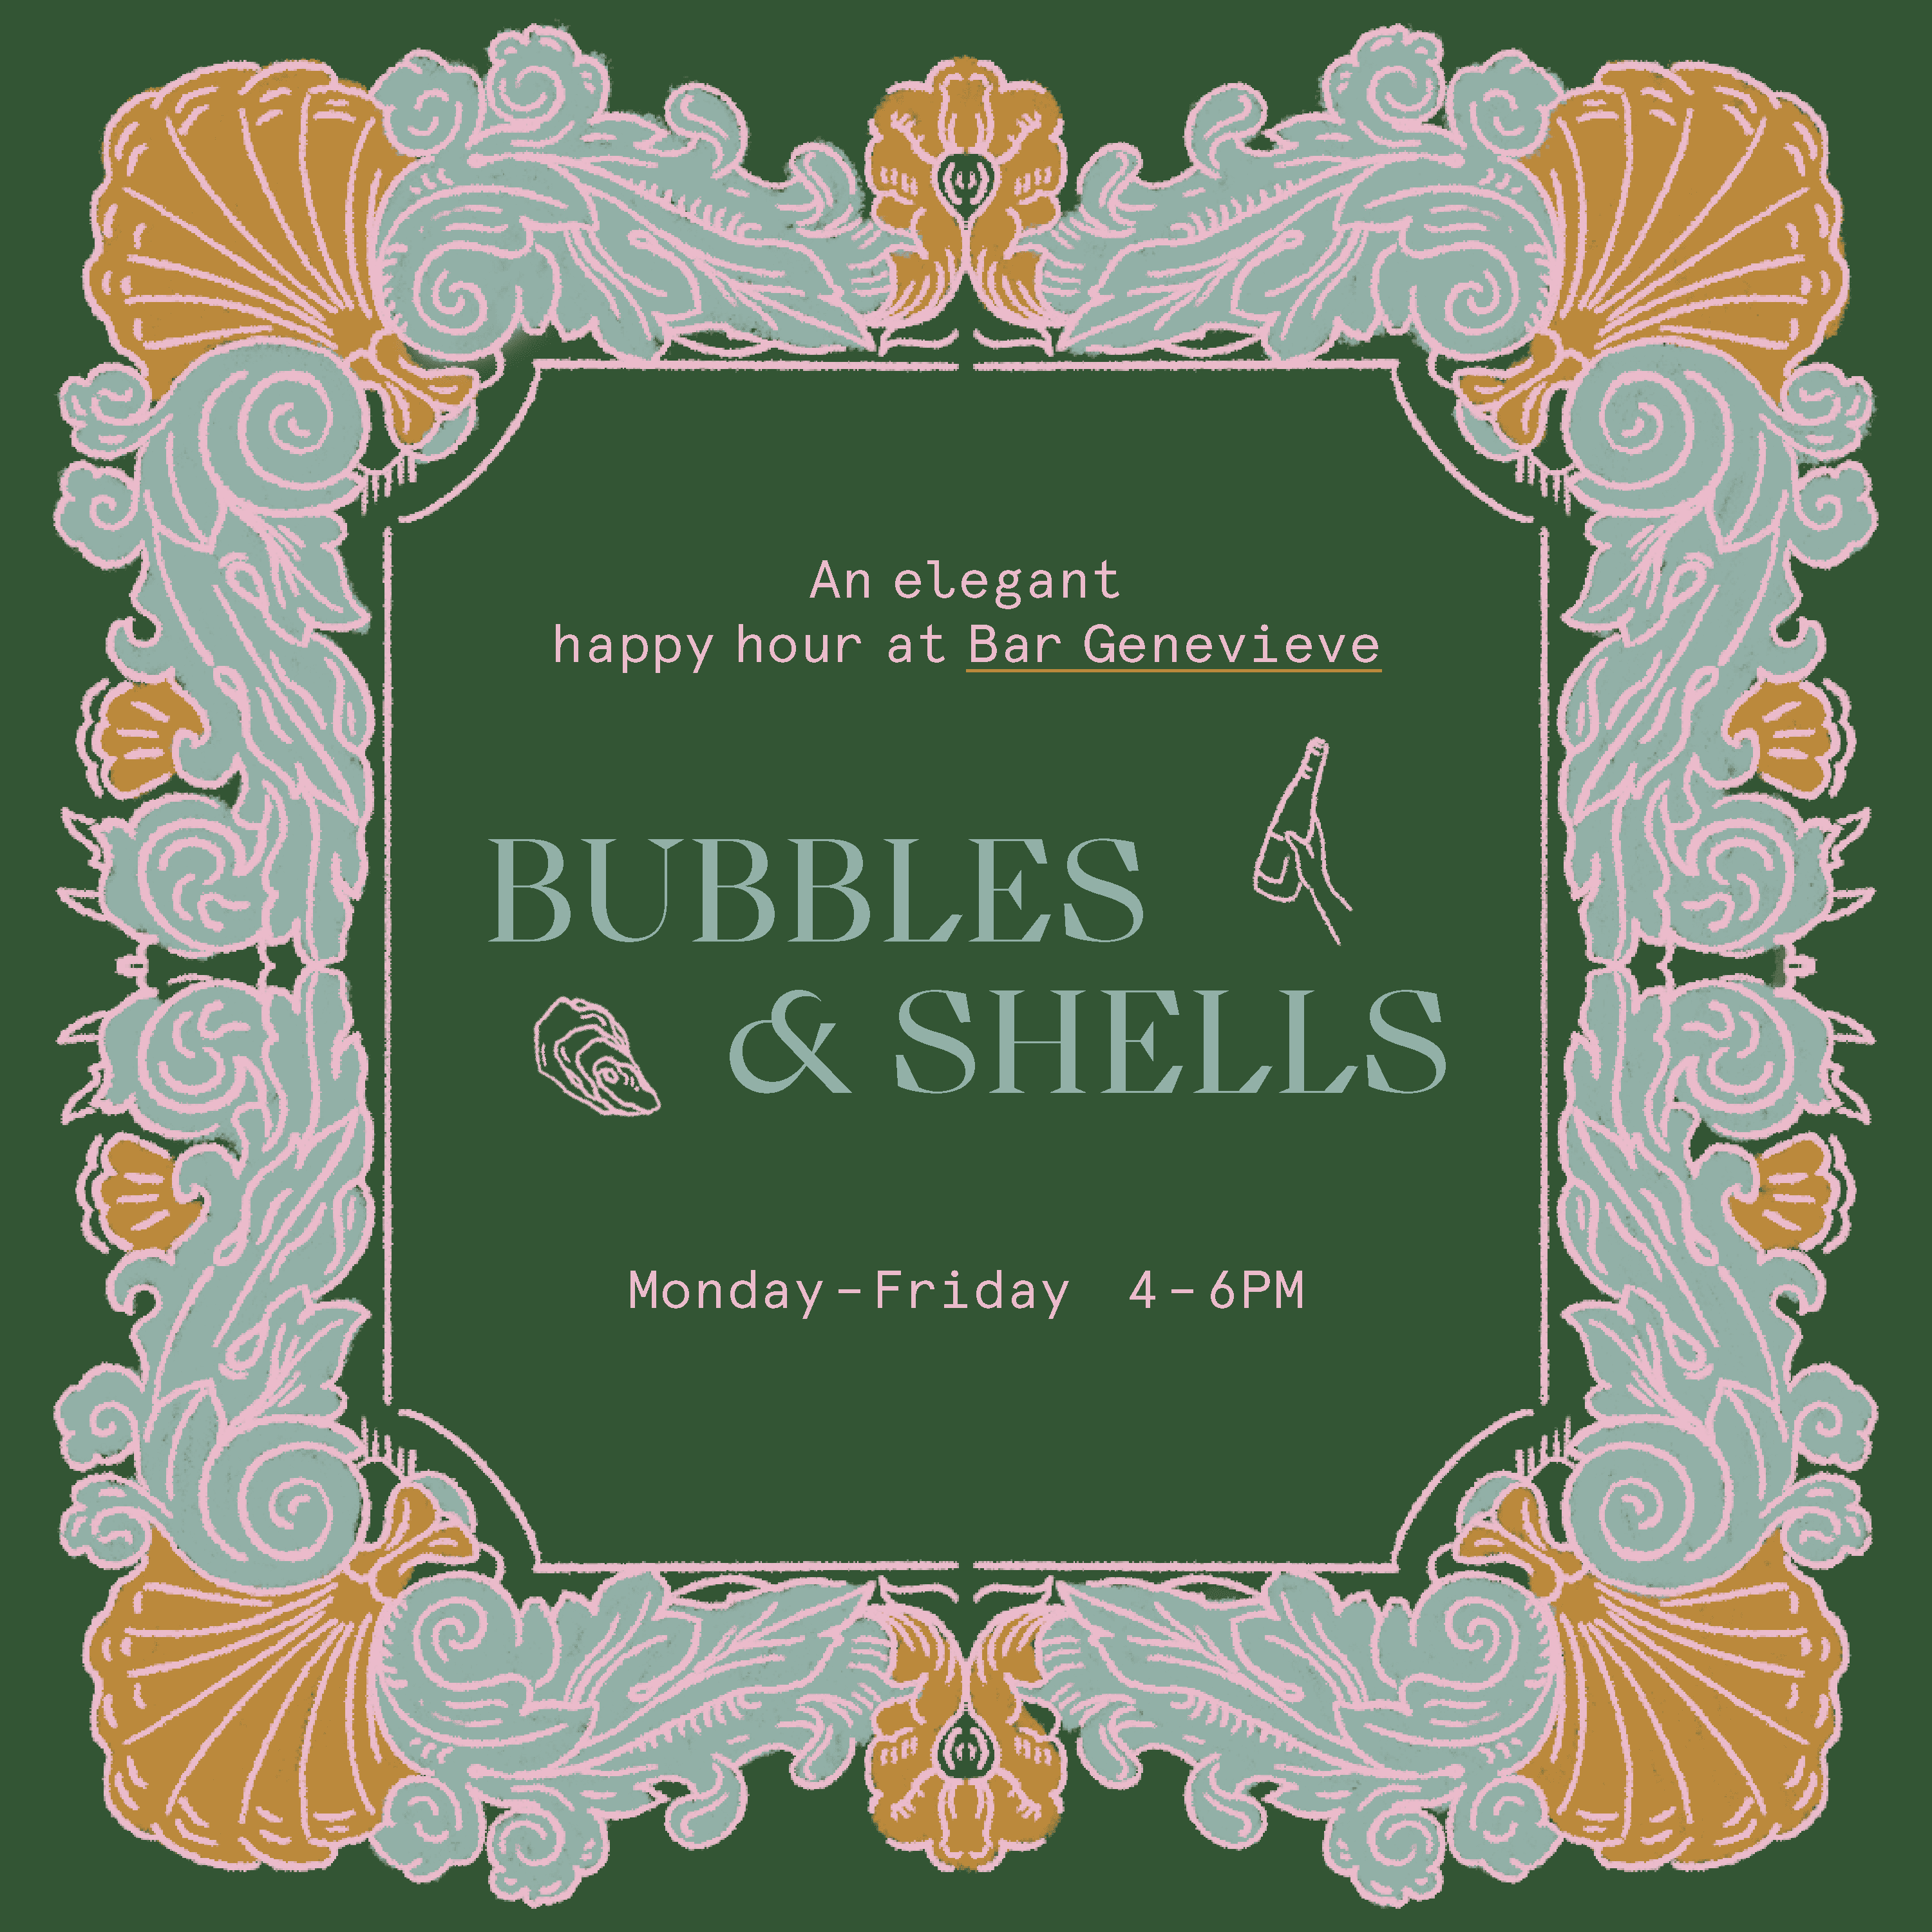 An elegant
happy hour at Bar Genevieve
BUBBLES
& SHELLS
Monday – Friday 4 – 6PM